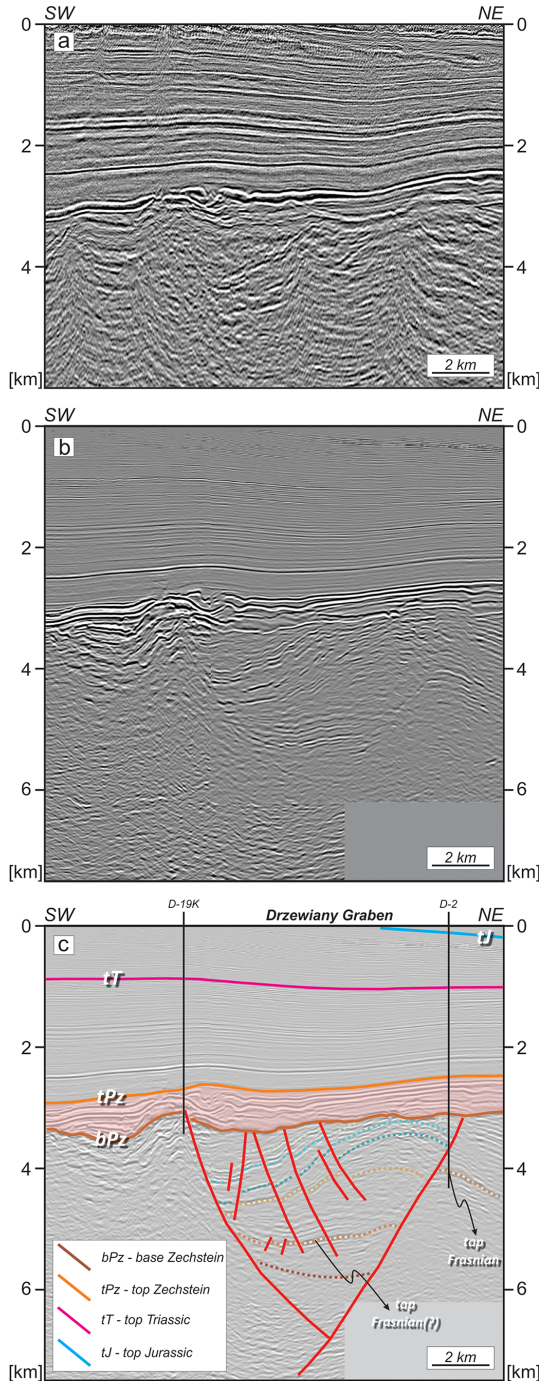 SW
NE
0
a
0
2
2
4
4
2 km
[km]
[km]
SW
NE
0
b
0
2
2
4
4
6
6
2 km
[km]
[km]
D-19K
D-2
SW
Drzewiany Graben
NE
0
c
0
tJ
tT
2
2
tPz
bPz
4
4
top
Frasnian
bPz - base Zechstein
tPz - top Zechstein
top
Frasnian(?)
6
6
tT - top Triassic
tJ - top Jurassic
2 km
[km]
[km]